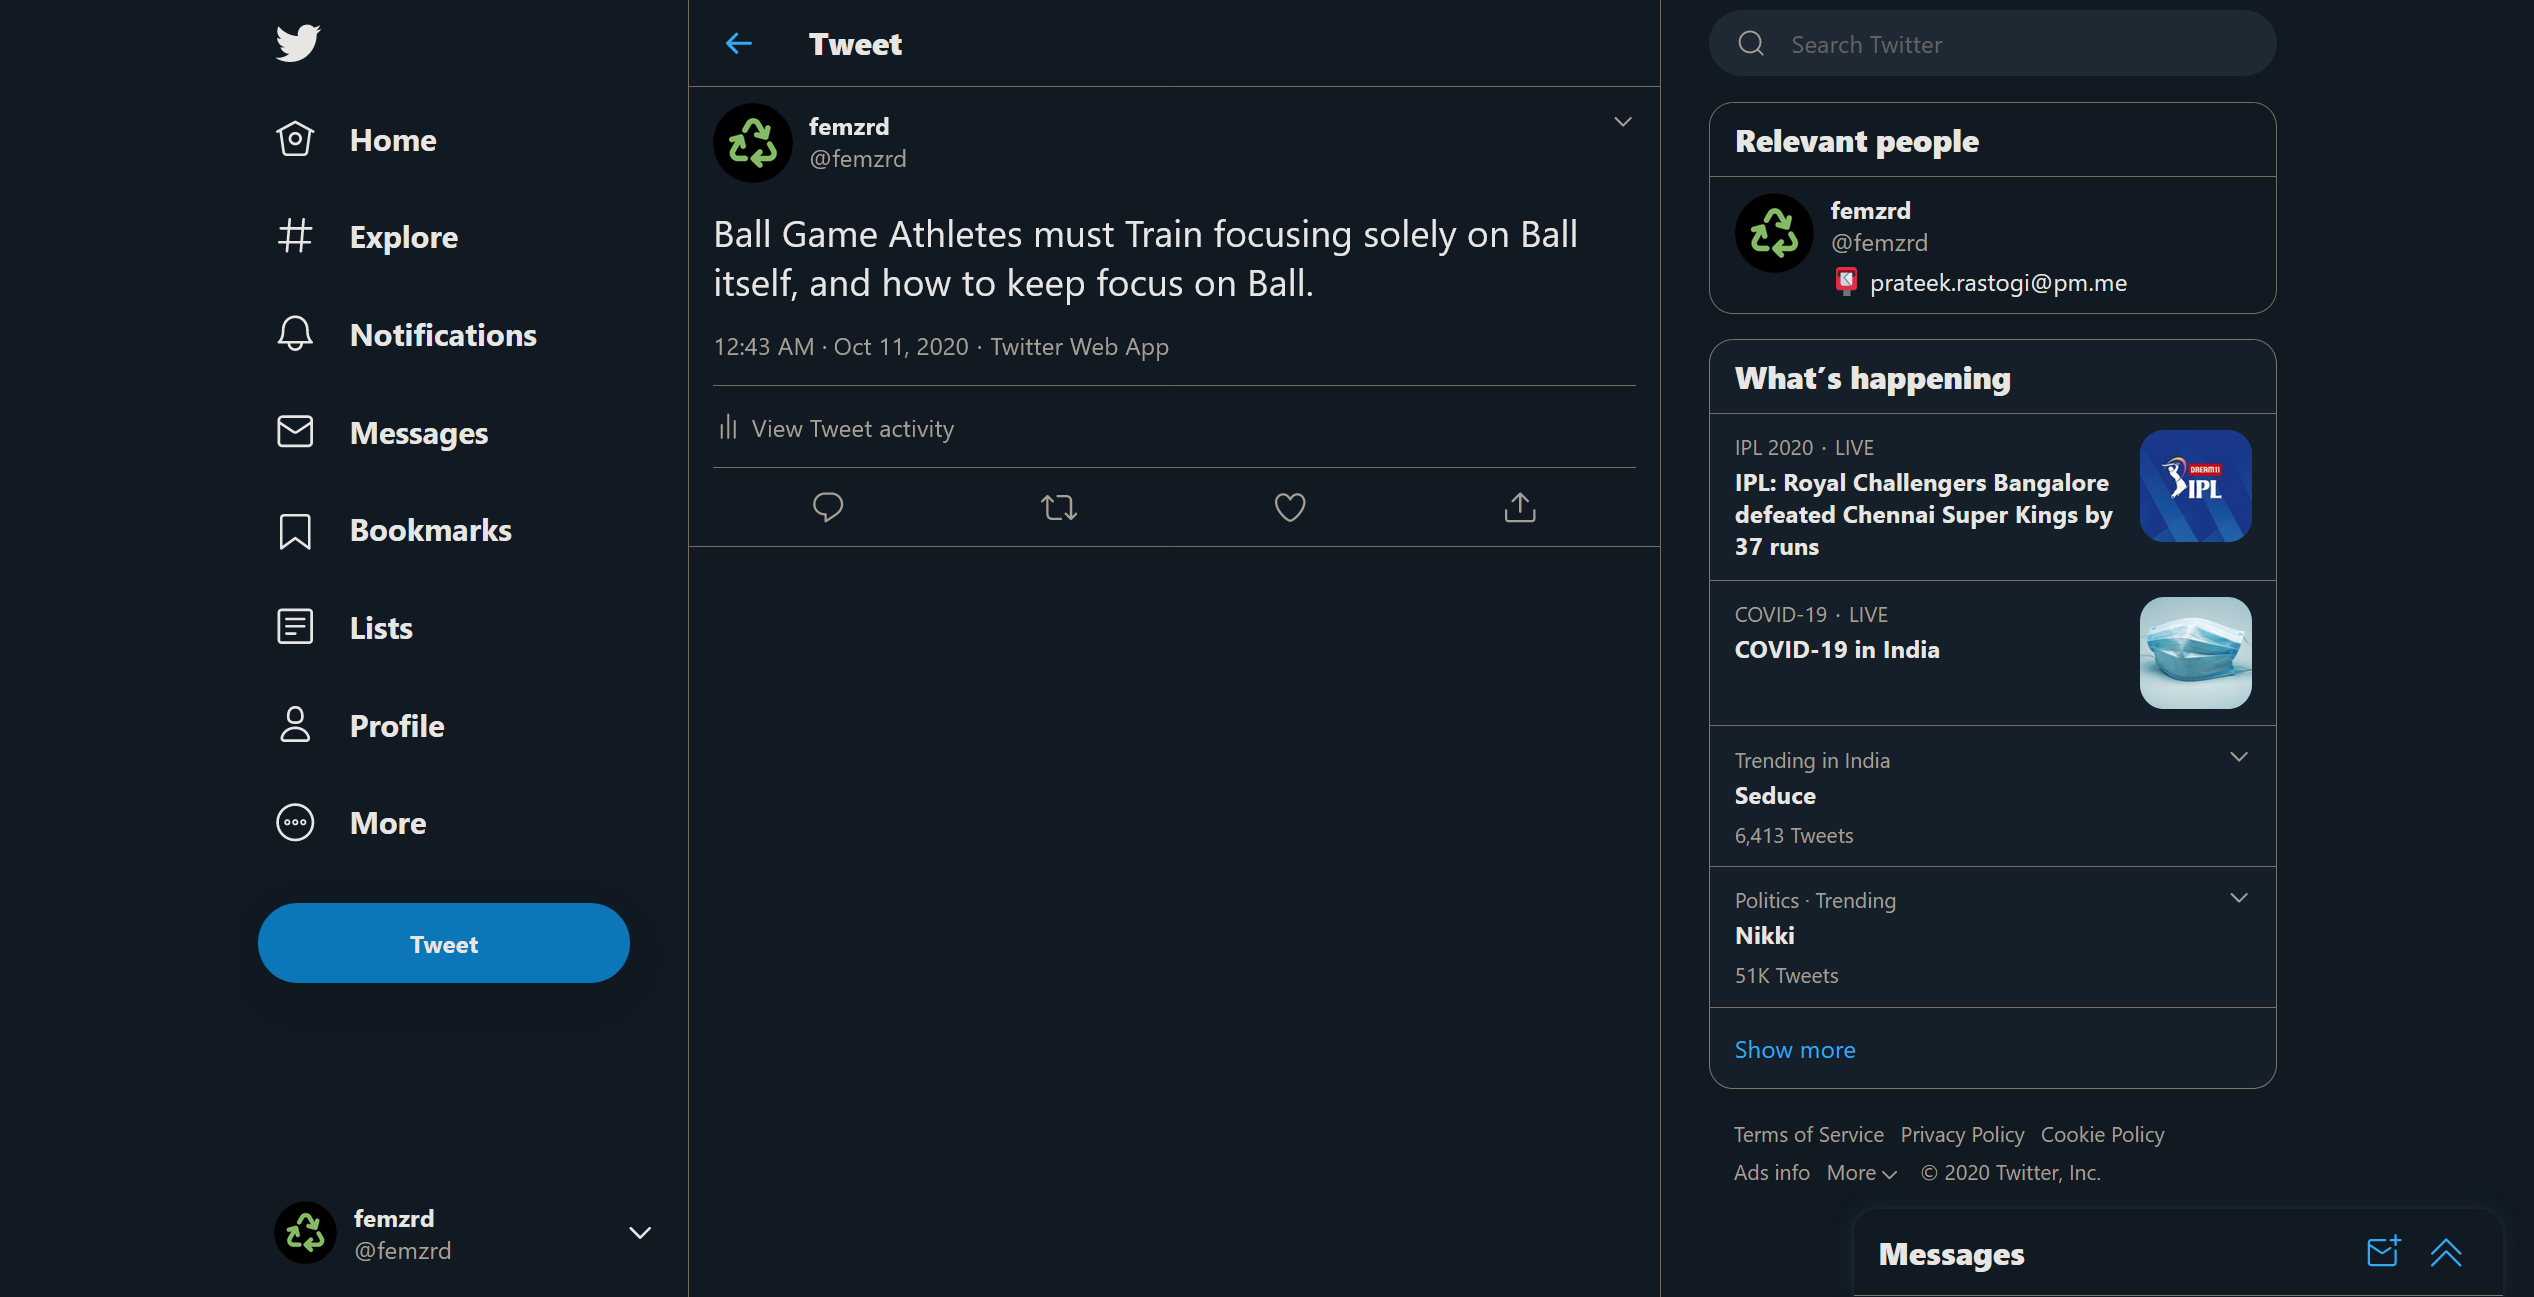 Home
Explore
Notifications
Messages
Bookmarks
Lists
Profile
More
Tweet
femzrd
@femzrd
Tweet
femzrd
@femzrd
Ball Game Athletes must Train focusing solely on Ball
itself, and how to keep focus on Ball.
12:43 AM · Oct 11, 2020 · Twitter Web App
View Tweet activity
Search Twitter
Relevant people
femzrd
@femzrd
prateek.rastogi@pm.me
What´s happening
IPL 2020 · LIVE
IPL: Royal Challengers Bangalore
defeated Chennai Super Kings by
37 runs
DREAM11
IPL
COVID-19 · LIVE
COVID-19 in India
Trending in India
Seduce
6,413 Tweets
Politics · Trending
Nikki
51K Tweets
Show more
Terms of Service Privacy Policy Cookie Policy
Ads info More © 2020 Twitter, Inc.
Messages